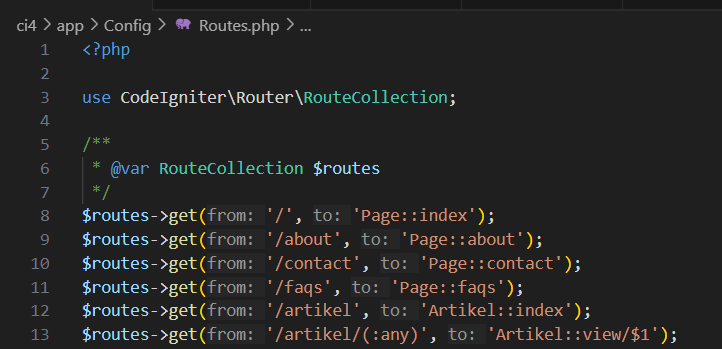 ci4 > app > Config > Routes.php > ...
1 <?php
2
3 use CodeIgniter\Router\RouteCollection;
4
5 /**
6 * @var RouteCollection $routes
7 */
8 $routes->get(from: '/', to: 'Page::index');
9 $routes->get(from: '/about', to: 'Page::about');
10 $routes->get(from: '/contact', to: 'Page::contact');
11 $routes->get(from: '/faqs', to: 'Page::faqs');
12 $routes->get(from: '/artikel', to: 'Artikel::index');
13 $routes->get(from: '/artikel/(:any)', to: 'Artikel::view/$1');